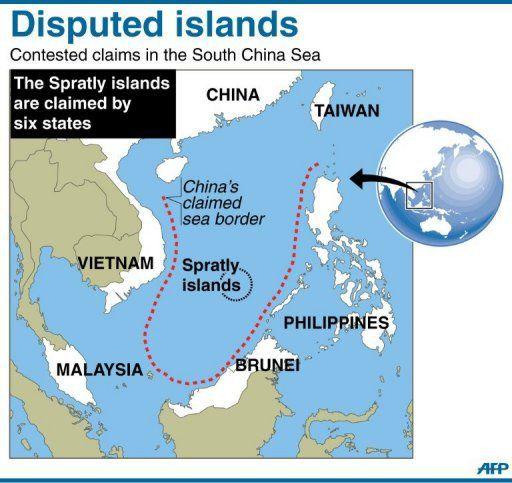 Disputed islands
Contested claims in the South China Sea
The Spratly islands
are claimed by
six states
CHINA
TAIWAN
China's
claimed
sea border
VIETNAM
Spratly
islands
PHILIPPINES
MALAYSIA
BRUNEI
AFP